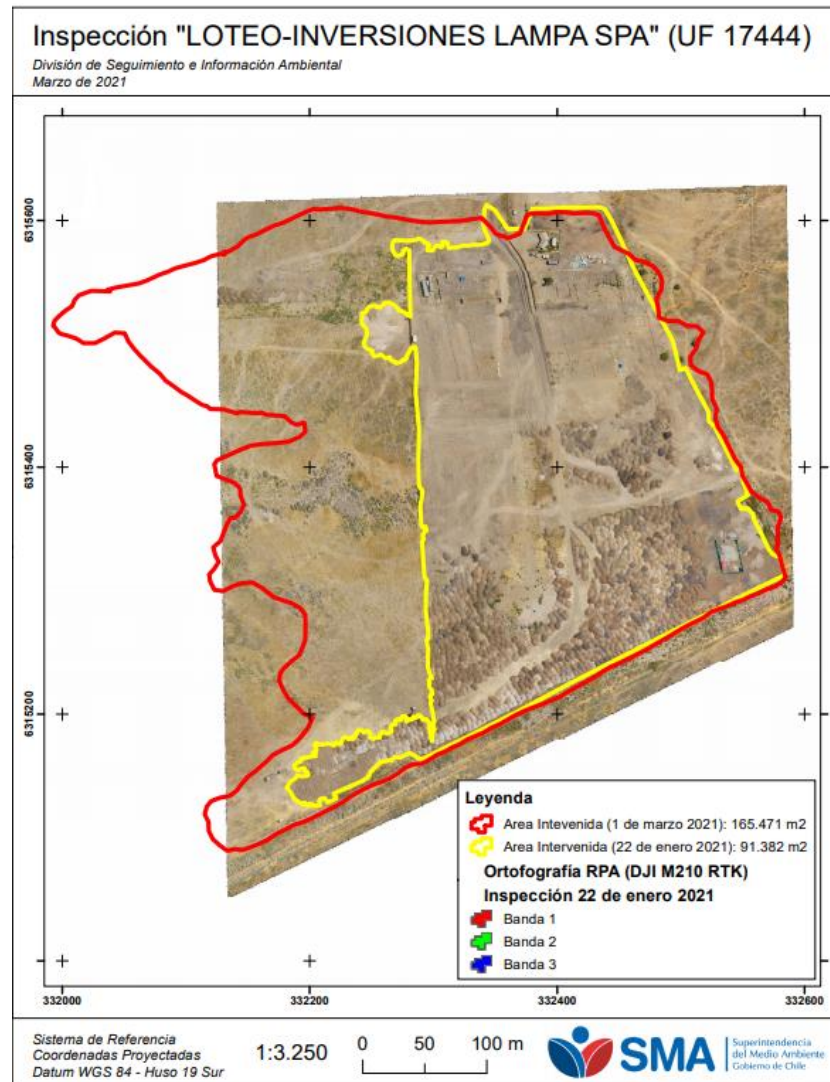 Inspección "LOTEO-INVERSIONES LAMPA SPA" (UF 17444)
División de Seguimiento e Información Ambiental
Marzo de 2021
6315600
6315400
6315200
332000
332200
332400
332600
Leyenda
Area Intevenida (1 de marzo 2021): 165.471 m2
Area Intervenida (22 de enero 2021): 91.382 m2
Ortofografía RPA (DJI M210 RTK)
Inspección 22 de enero 2021
Banda 1
Banda 2
Banda 3
Sistema de Referencia
Coordenadas Proyectadas
Datum WGS 84 - Huso 19 Sur
1:3.250
0 50 100 m
SMA
Superintendencia
del Medio Ambiente
Gobierno de Chile